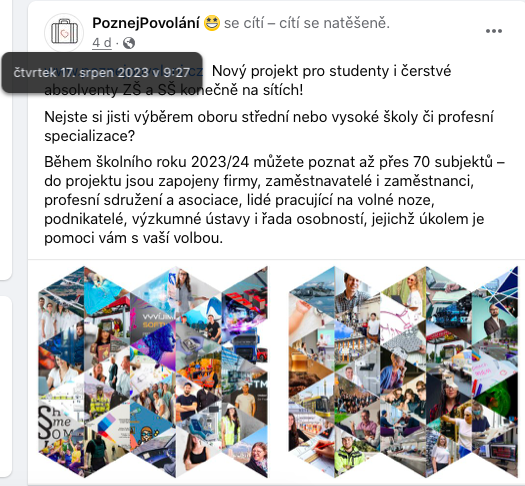 PoznejPovolání 😀 se cítí – cítí se natěšeně.
4 d ·
čtvrtek 17. srpen 2023 v 9:27
Nový projekt pro studenty i čerstvé
absolventy ZŠ a SŠ konečně na sítích!
Nejste si jisti výběrem oboru střední nebo vysoké školy či profesní
specializace?
Během školního roku 2023/24 můžete poznat až přes 70 subjektů –
do projektu jsou zapojeny firmy, zaměstnavatelé i zaměstnanci,
profesní sdružení a asociace, lidé pracující na volné noze,
podnikatelé, výzkumné ústavy i řada osobností, jejichž úkolem je
pomoci vám s vaší volbou.